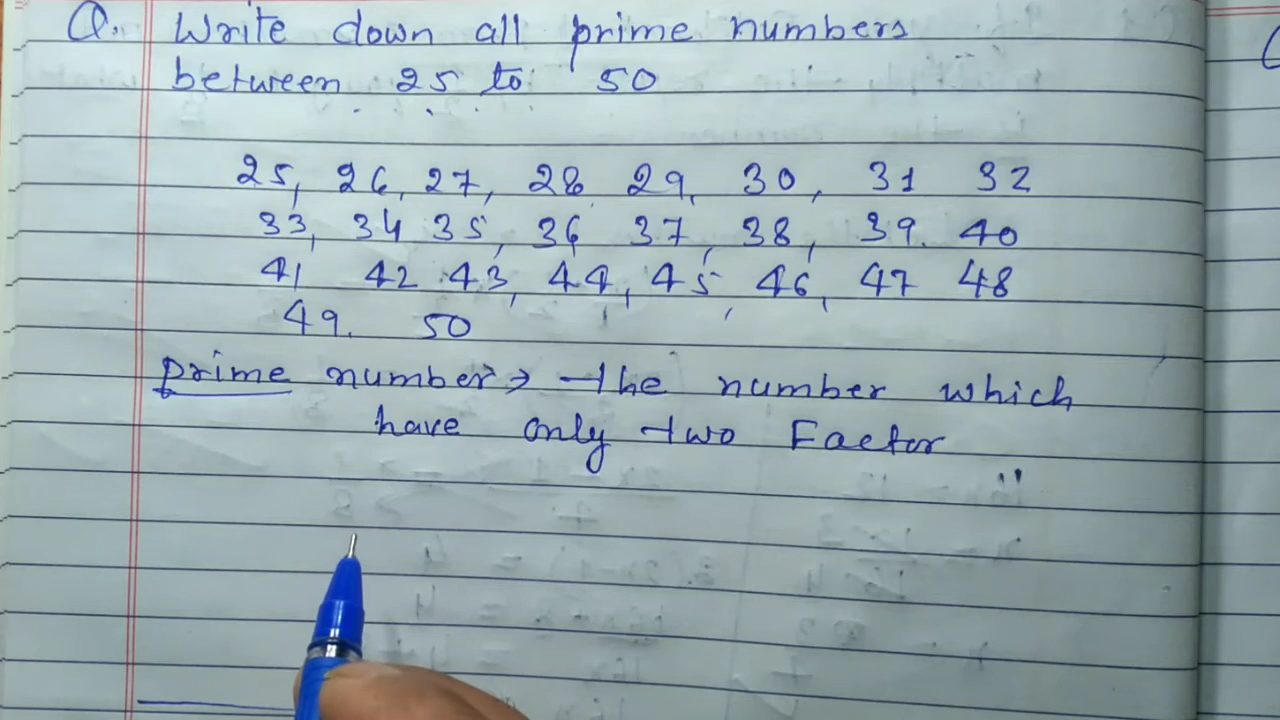 Q. Write down all prime numbers
between 25 to 50
25, 26, 27, 28 29, 30, 31 32
33, 34 35, 36 37, 38, 39. 40
41 42 43, 44, 45, 46, 47 48
49. 50
prime number → the number which
have only two Factor
"